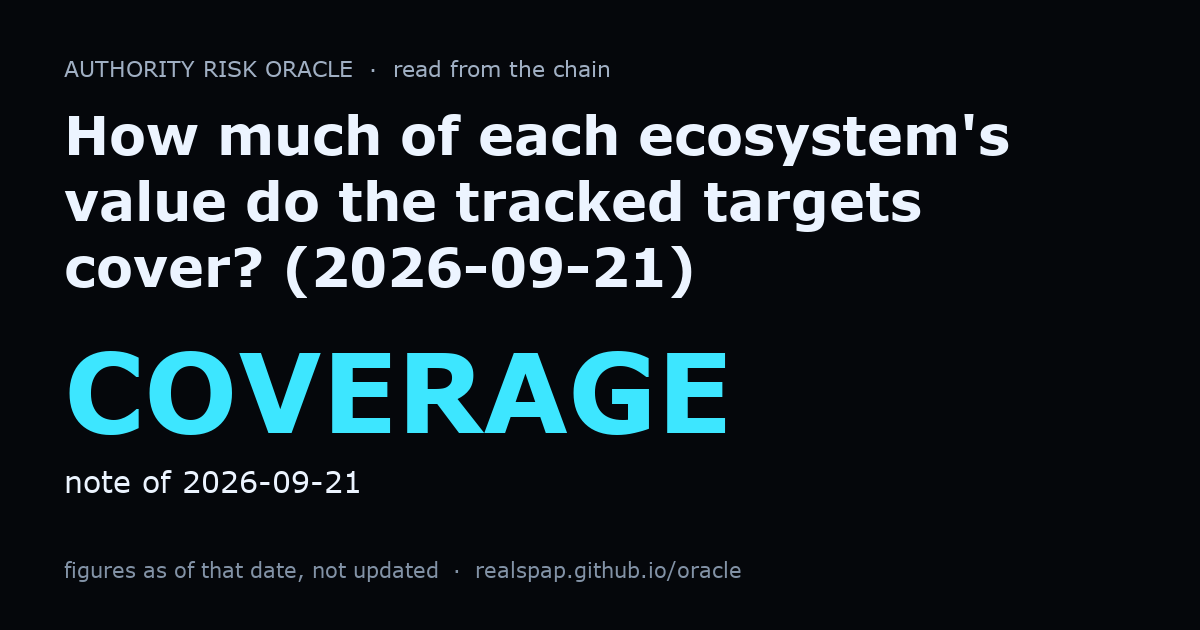 AUTHORITY RISK ORACLE · read from the chain
How much of each ecosystem's
value do the tracked targets
cover? (2026-09-21)
COVERAGE
note of 2026-09-21
figures as of that date, not updated · realspap.github.io/oracle